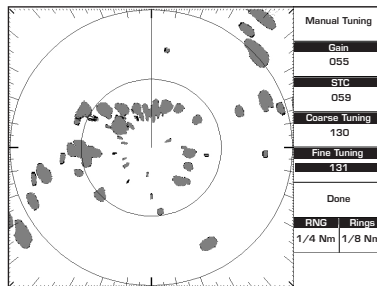 Manual Tuning
Gain
055
STC
059
Coarse Tuning
130
Fine Tuning
131
Done
RNG Rings
1/4 Nm 1/8 Nm